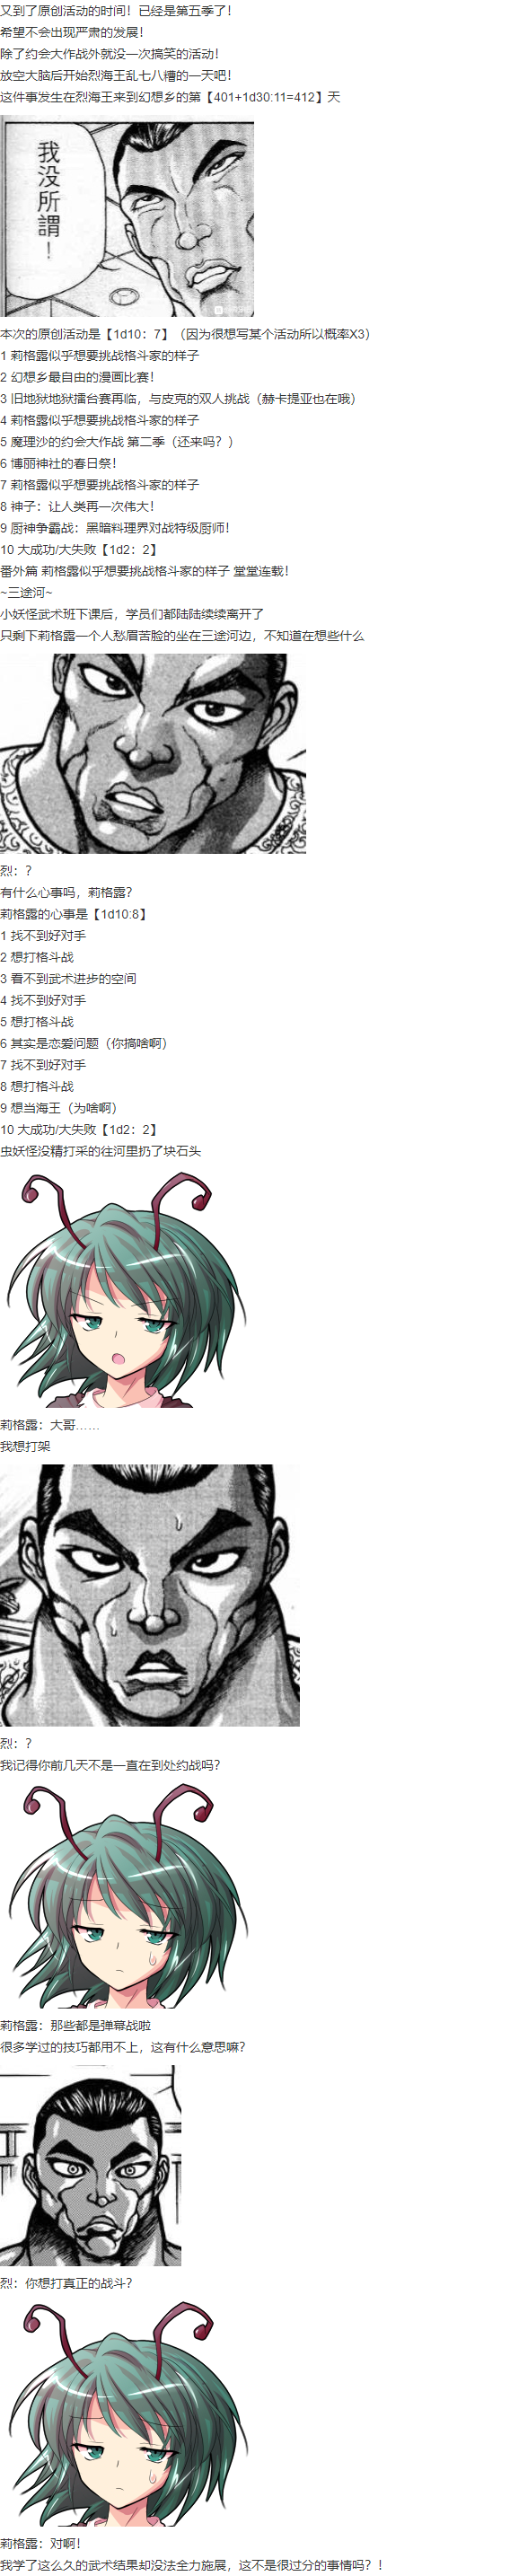 又到了原创活动的时间！已经是第五季了！
希望不会出现严肃的发展！
除了约会大作战外就没一次搞笑的活动！
放空大脑后开始烈海王乱七八糟的一天吧！
这件事发生在烈海王来到幻想乡的第【401+1d30:11=412】天
我没所謂！
本次的原创活动是【1d10：7】（因为很想写某个活动所以概率X3）
1 莉格露似乎想要挑战格斗家的样子
2 幻想乡最自由的漫画比赛！
3 旧地狱地狱擂台赛再临，与皮克的双人挑战（赫卡提亚也在哦）
4 莉格露似乎想要挑战格斗家的样子
5 魔理沙的约会大作战 第二季（还来吗？）
6 博丽神社的春日祭！
7 莉格露似乎想要挑战格斗家的样子
8 神子：让人类再一次伟大！
9 厨神争霸战：黑暗料理界对战特级厨师！
10 大成功/大失败【1d2：2】
番外篇 莉格露似乎想要挑战格斗家的样子 堂堂连载！
~三途河~
小妖怪武术班下课后，学员们都陆陆续续离开了
只剩下莉格露一个人愁眉苦脸的坐在三途河边，不知道在想些什么
烈：？
有什么心事吗，莉格露？
莉格露的心事是【1d10:8】
1 找不到好对手
2 想打格斗战
3 看不到武术进步的空间
4 找不到好对手
5 想打格斗战
6 其实是恋爱问题（你搞啥啊）
7 找不到好对手
8 想打格斗战
9 想当海王（为啥啊）
10 大成功/大失败【1d2：2】
虫妖怪没精打采的往河里扔了块石头
莉格露：大哥……
我想打架
烈：？
我记得你前几天不是一直在到处约战吗？
莉格露：那些都是弹幕战啦
很多学过的技巧都用不上，这有什么意思嘛？
烈：你想打真正的战斗？
莉格露：对啊！
我学了这么久的武术结果却没法全力施展，这不是很过分的事情吗？！